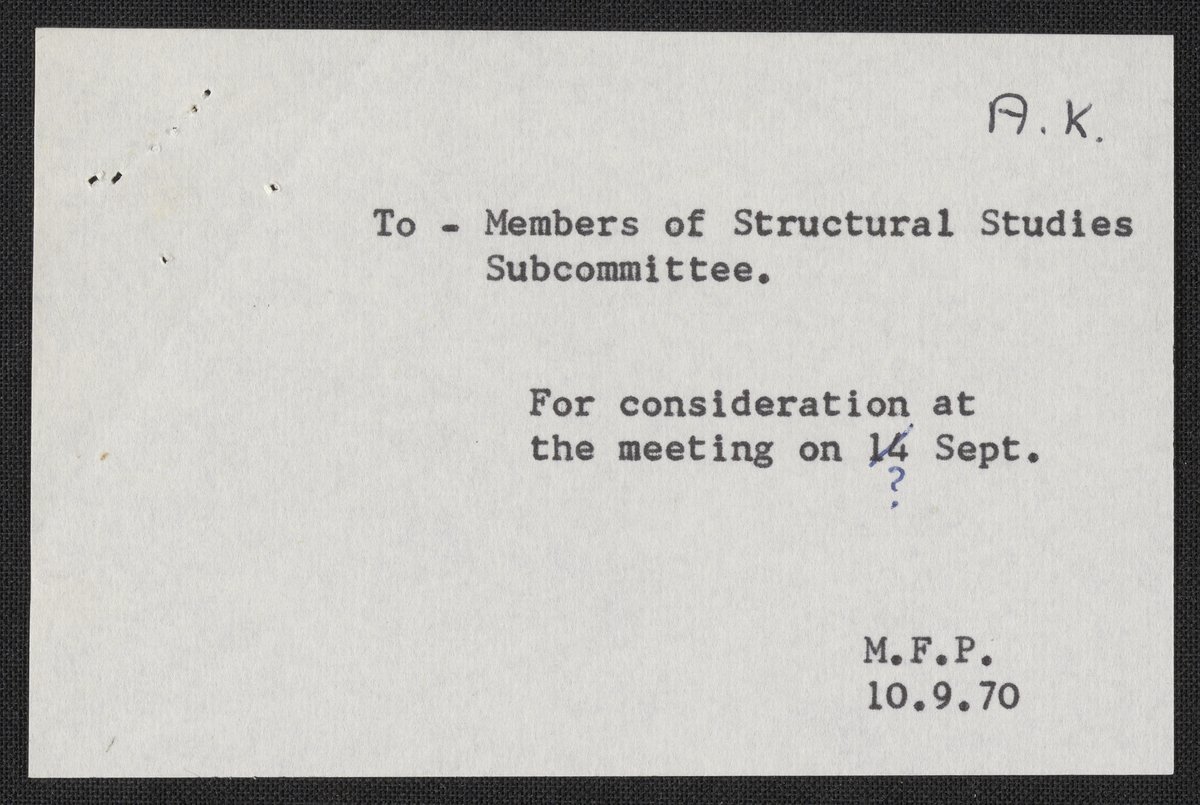 A.K.
To - Members of Structural Studies
Subcommittee.
For consideration at
the meeting on 14 Sept.
?
M.F.P.
10.9.70